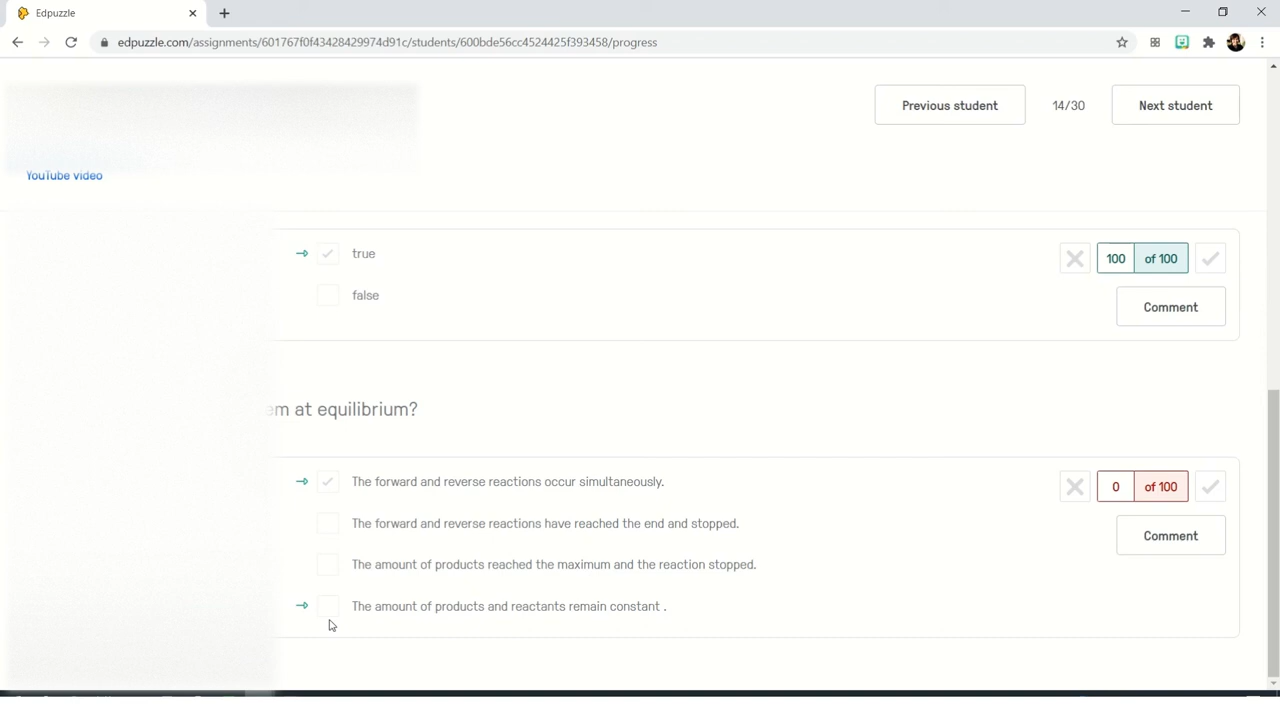 Edpuzzle
edpuzzle.com/assignments/601767f0f43428429974d91c/students/600bde56cc4524425f393458/progress
Previous student
14/30
Next student
YouTube video
true
100 of 100
false
Comment
em at equilibrium?
The forward and reverse reactions occur simultaneously.
0 of 100
The forward and reverse reactions have reached the end and stopped.
Comment
The amount of products reached the maximum and the reaction stopped.
The amount of products and reactants remain constant .